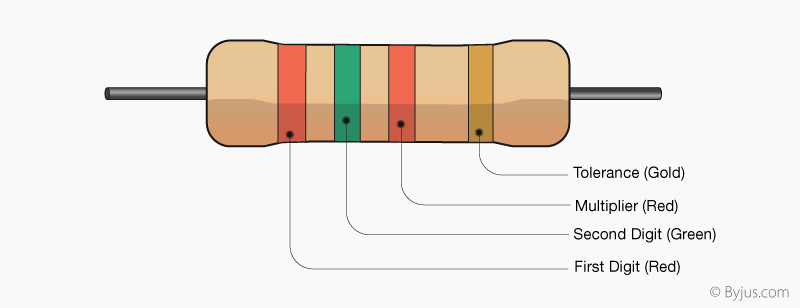 Tolerance (Gold)
Multiplier (Red)
Second Digit (Green)
First Digit (Red)
© Byjus.com